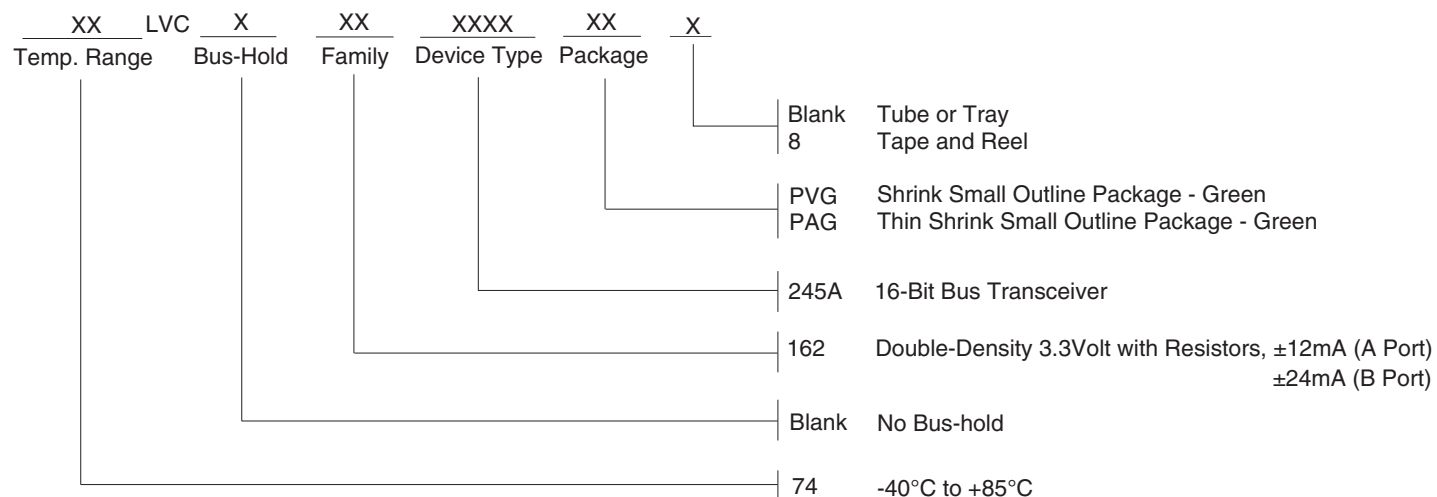 XX LVC X XX XXXX XX X
Temp. Range Bus-Hold Family Device Type Package
Blank Tube or Tray
8 Tape and Reel
PVG Shrink Small Outline Package - Green
PAG Thin Shrink Small Outline Package - Green
245A 16-Bit Bus Transceiver
162 Double-Density 3.3Volt with Resistors, ±12mA (A Port)
±24mA (B Port)
Blank No Bus-hold
74 -40°C to +85°C